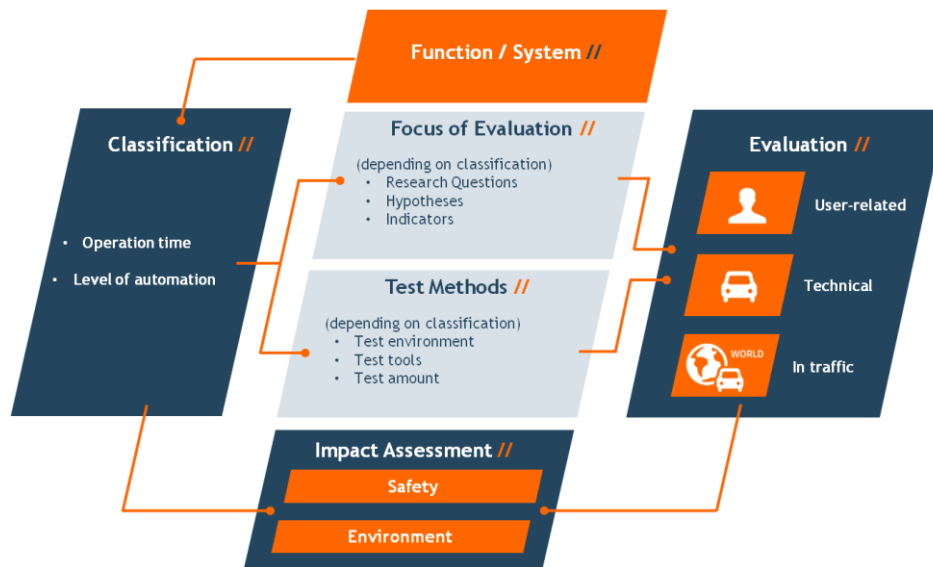 Function / System //
Classification //
• Operation time
• Level of automation
Focus of Evaluation //
(depending on classification)
• Research Questions
• Hypotheses
• Indicators
Test Methods //
(depending on classification)
• Test environment
• Test tools
• Test amount
Evaluation //
User-related
Technical
WORLD
In traffic
Impact Assessment //
Safety
Environment